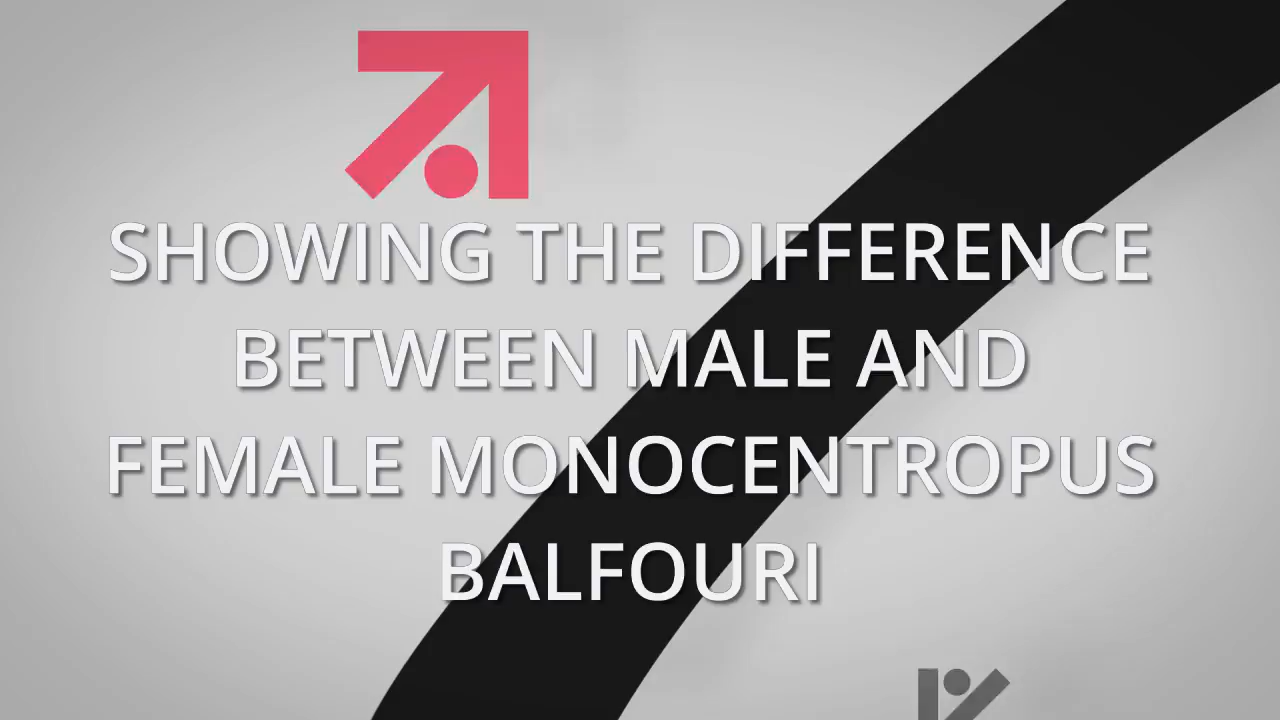 SHOWING THE DIFFERENCE
BETWEEN MALE AND
FEMALE MONOCENTROPUS
BALFOURI